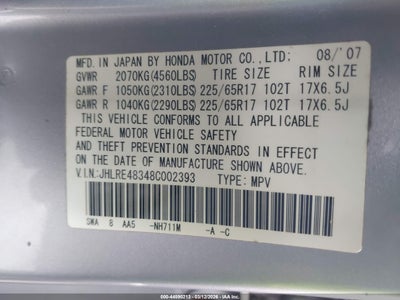 MFD. IN JAPAN BY HONDA MOTOR CO., LTD. 08/'07
GVWR 2070KG(4560LBS) TIRE SIZE RIM SIZE
GAWR F 1050KG(2310LBS) 225/65R17 102T 17X6.5J
GAWR R 1040KG(2290LBS) 225/65R17 102T 17X6.5J
THIS VEHICLE CONFORMS TO ALL APPLICABLE
FEDERAL MOTOR VEHICLE SAFETY
AND THEFT PREVENTION STANDARDS IN EFFECT ON
THE DATE OF MANUFACTURE SHOWN ABOVE.
V.I.N:JHLRE48348C002393 TYPE: MPV
SWA 8 AA5 -NH711M -A -C
600-44690213 - 03/12/2026 - IAA Inc.